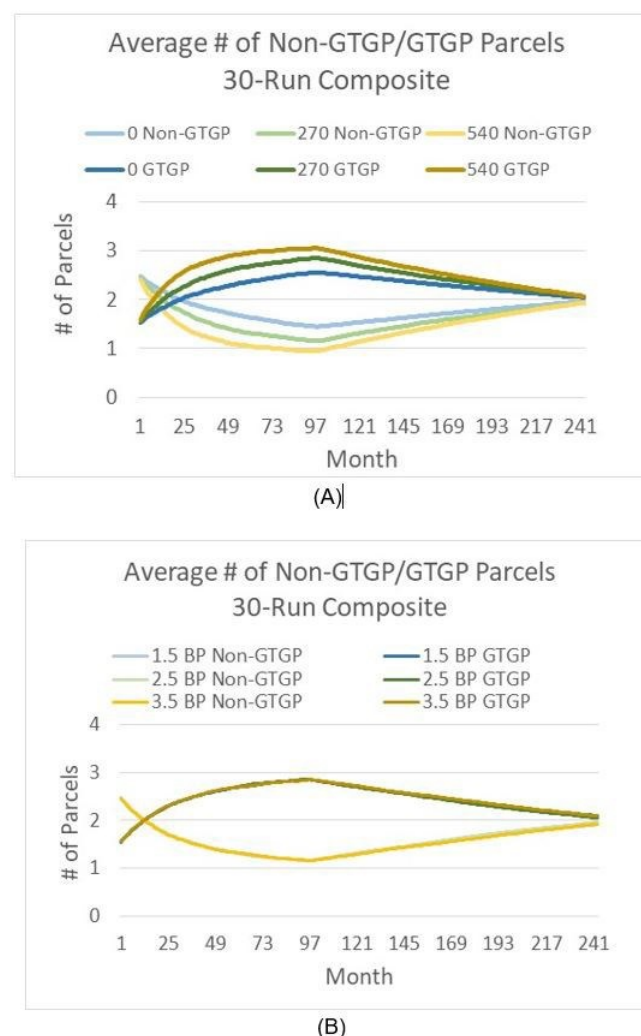 Average # of Non-GTGP/GTGP Parcels
30-Run Composite
0 Non-GTGP 270 Non-GTGP 540 Non-GTGP
0 GTGP 270 GTGP 540 GTGP
# of Parcels
4
3
2
1
0
1 25 49 73 97 121 145 169 193 217 241
Month
(A)
Average # of Non-GTGP/GTGP Parcels
30-Run Composite
1.5 BP Non-GTGP 1.5 BP GTGP
2.5 BP Non-GTGP 2.5 BP GTGP
3.5 BP Non-GTGP 3.5 BP GTGP
# of Parcels
4
3
2
1
0
1 25 49 73 97 121 145 169 193 217 241
Month
(B)